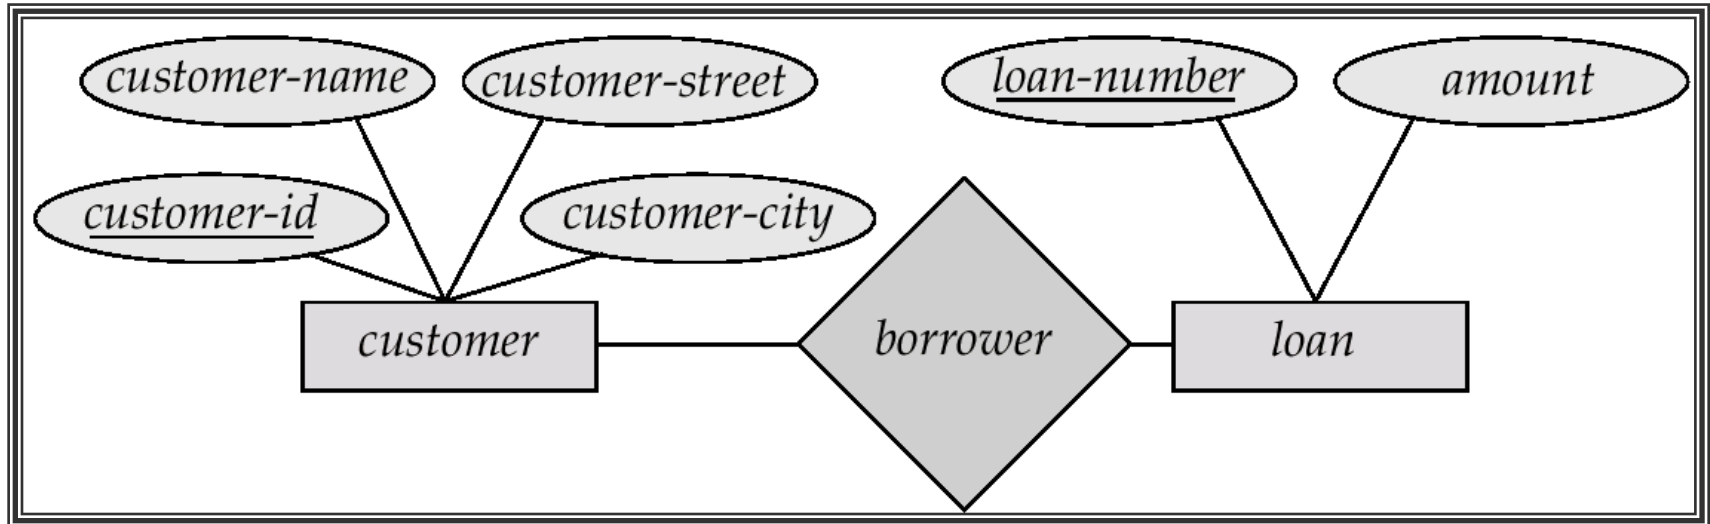 customer-name
customer-street
loan-number
amount
customer-id
customer-city
customer
borrower
loan